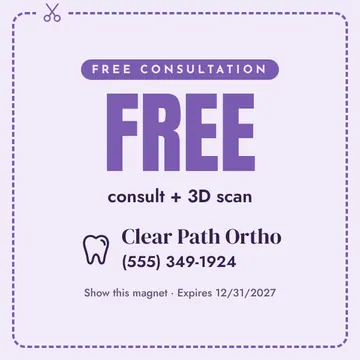 FREE CONSULTATION
FREE
consult + 3D scan
Clear Path Ortho
(555) 349-1924
Show this magnet · Expires 12/31/2027